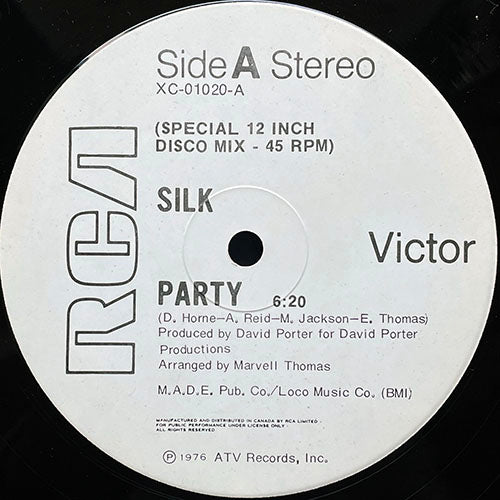 Side A Stereo
XC-01020-A
(SPECIAL 12 INCH
DISCO MIX - 45 RPM)
RCA
SILK
Victor
PARTY 6:20
(D. Horne-A. Reid-M. Jackson-E. Thomas)
Produced by David Porter for David Porter
Productions
Arranged by Marvell Thomas
M.A.D.E. Pub. Co./Loco Music Co. (BMI)
MANUFACTURED AND DISTRIBUTED IN CANADA BY RCA LIMITED -
FOR PUBLIC PERFORMANCE UNDER LICENSE ONLY -
ALL RIGHTS RESERVED
℗ 1976 ATV Records, Inc.